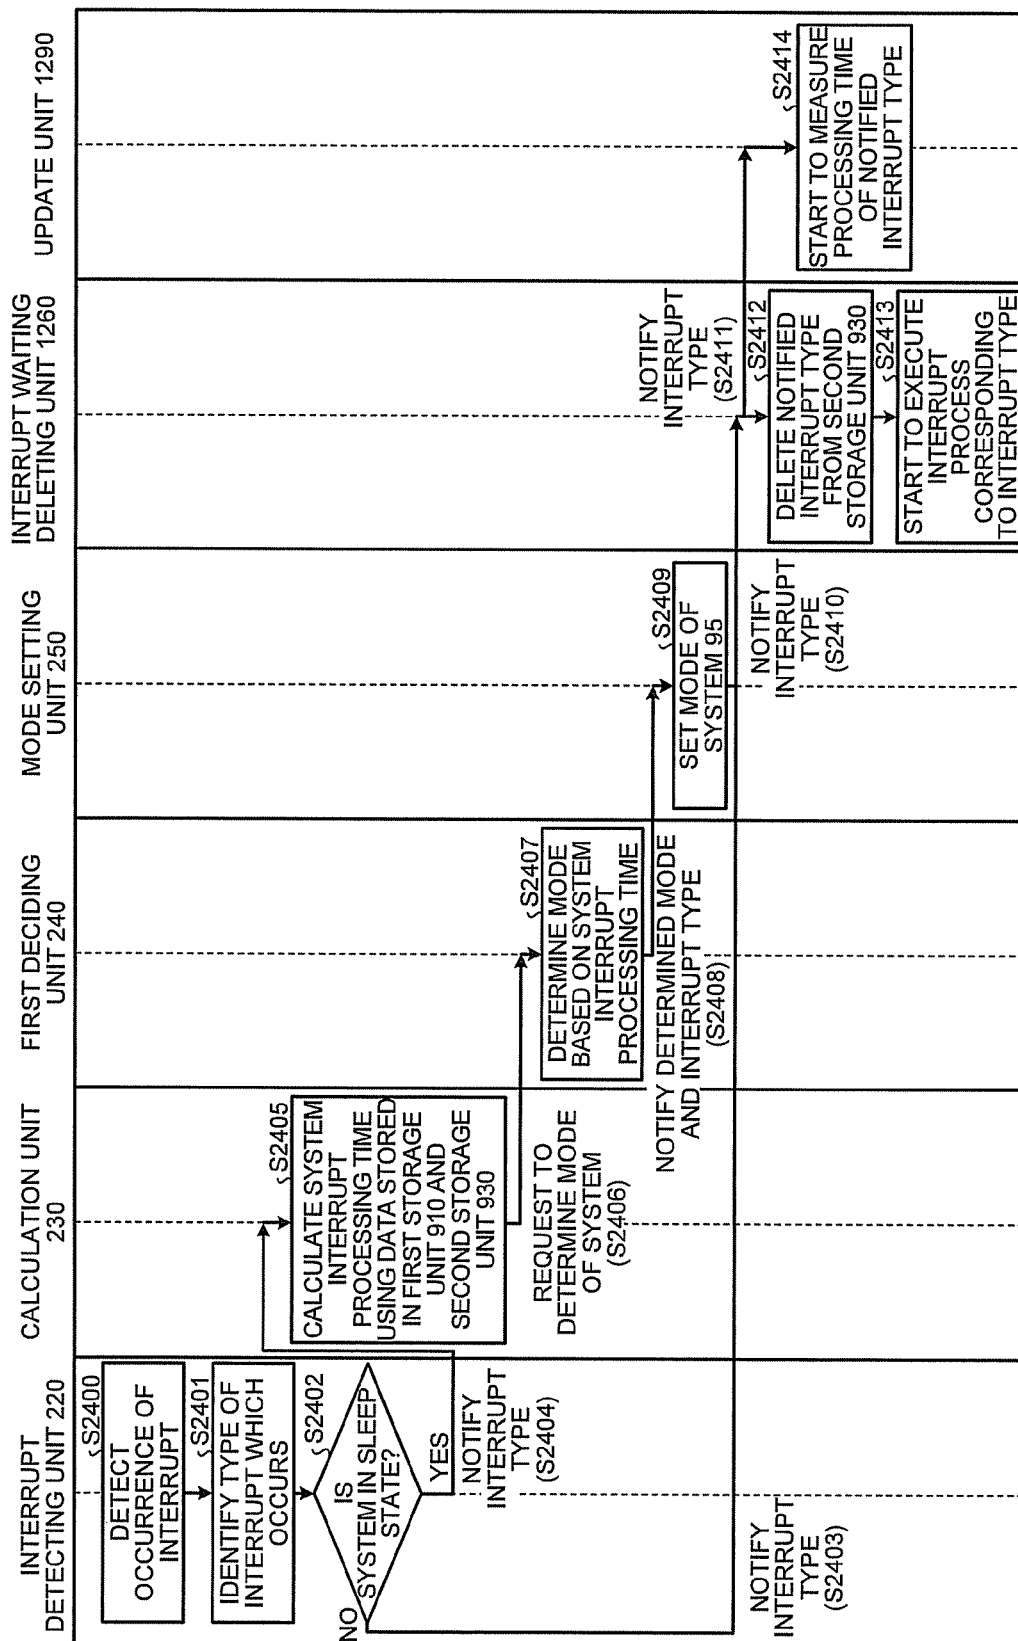 INTERRUPT
DETECTING UNIT 220
CALCULATION UNIT
230
FIRST DECIDING
UNIT 240
MODE SETTING
UNIT 250
INTERRUPT WAITING
DELETING UNIT 1260
UPDATE UNIT 1290
S2400
DETECT
OCCURRENCE OF
INTERRUPT
S2401
IDENTIFY TYPE OF
INTERRUPT WHICH
OCCURS
S2402
IS
SYSTEM IN SLEEP
STATE?
NO
YES
NOTIFY
INTERRUPT
TYPE
(S2404)
NOTIFY
INTERRUPT
TYPE
(S2403)
S2405
CALCULATE SYSTEM
INTERRUPT
PROCESSING TIME
USING DATA STORED
IN FIRST STORAGE
UNIT 910 AND
SECOND STORAGE
UNIT 930
REQUEST TO
DETERMINE MODE
OF SYSTEM
(S2406)
S2407
DETERMINE MODE
BASED ON SYSTEM
INTERRUPT
PROCESSING TIME
NOTIFY DETERMINED MODE
AND INTERRUPT TYPE
(S2408)
S2409
SET MODE OF
SYSTEM 95
NOTIFY
INTERRUPT
TYPE
(S2410)
NOTIFY
INTERRUPT
TYPE
(S2411)
S2412
DELETE NOTIFIED
INTERRUPT TYPE
FROM SECOND
STORAGE UNIT 930
S2413
START TO EXECUTE
INTERRUPT
PROCESS
CORRESPONDING
TO INTERRUPT TYPE
S2414
START TO MEASURE
PROCESSING TIME
OF NOTIFIED
INTERRUPT TYPE